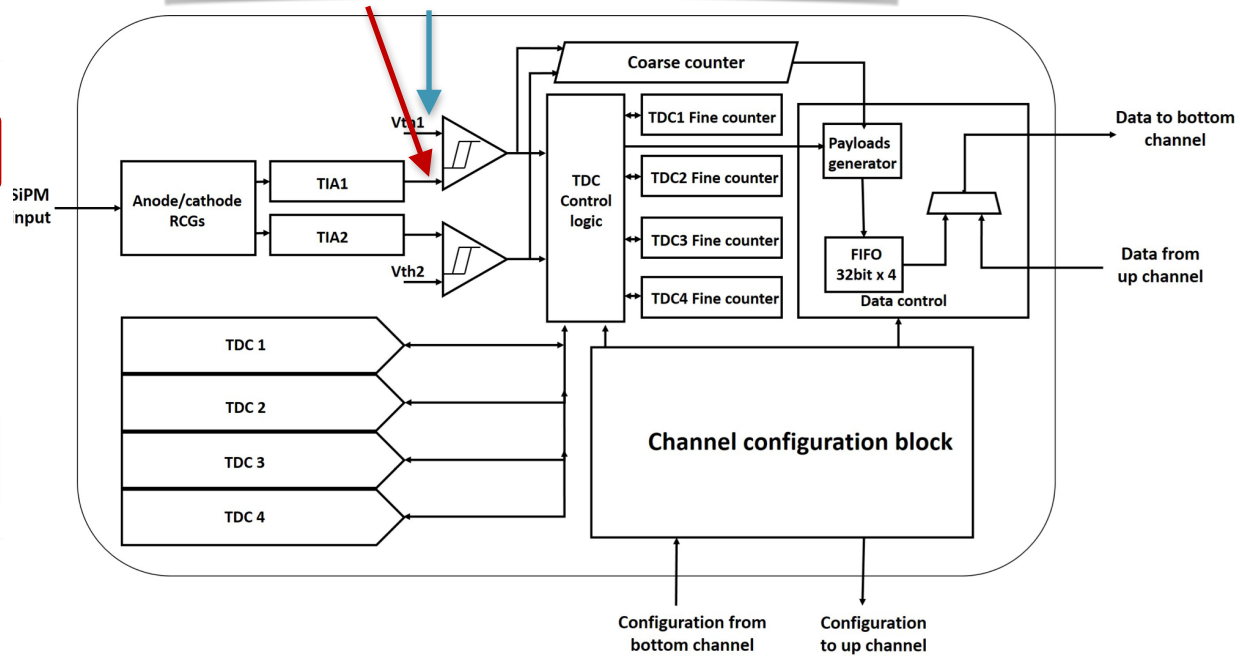 Coarse counter
Vth1
TDC1 Fine counter
Data to bottom
channel
Payloads
generator
SiPM
input
Anode/cathode
RCGs
TIA1
TIA2
TDC
Control
logic
TDC2 Fine counter
TDC3 Fine counter
Vth2
TDC4 Fine counter
FIFO
32bit x 4
Data control
Data from
up channel
TDC 1
TDC 2
TDC 3
TDC 4
Channel configuration block
Configuration from
bottom channel
Configuration
to up channel